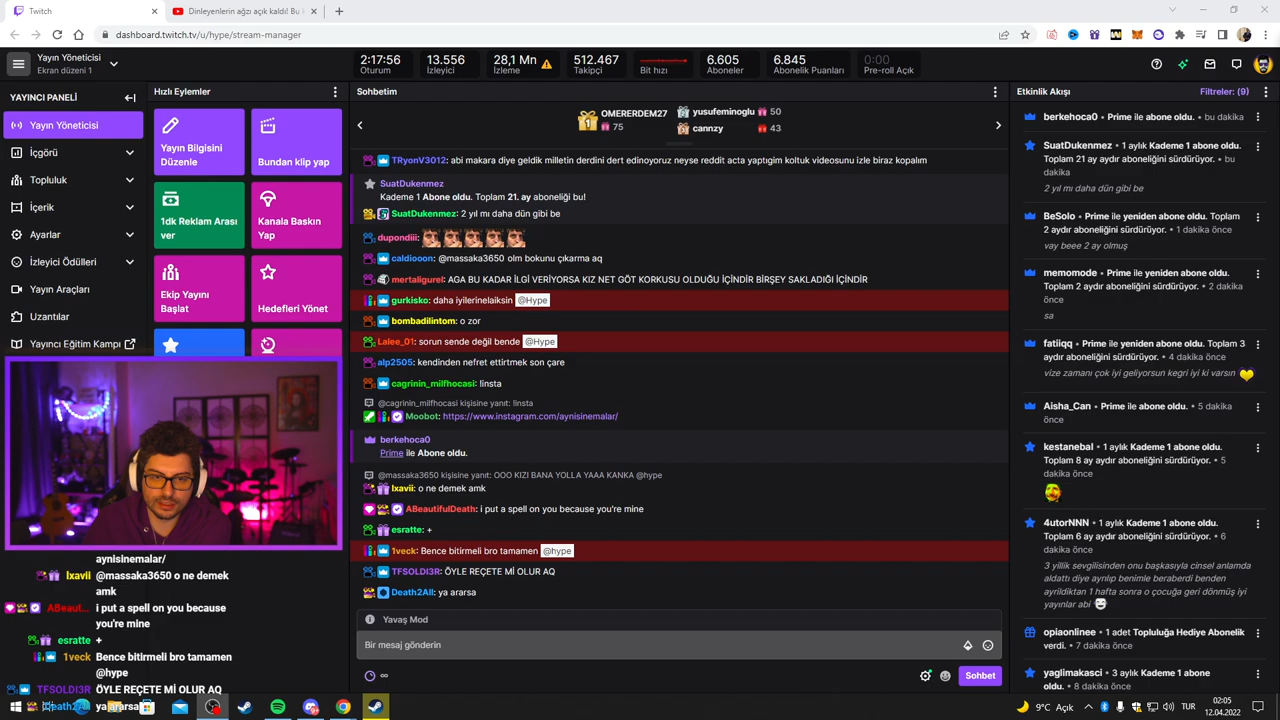 Twitch
Dinleyenlerin ağzı açık kaldı! Bu
dashboard.twitch.tv/u/hype/stream-manager
Yayın Yöneticisi
Ekran düzeni 1
2:17:56
Oturum
13.556
İzleyici
28,1 Mn
İzleme
512.467
Takipçi
Bit hızı
6.605
Aboneler
6.845
Abonelik Puanları
0:00
Pre-roll Açık
YAYINCI PANELİ
Yayın Yöneticisi
İçgörü
Topluluk
İçerik
Ayarlar
İzleyici Ödülleri
Yayın Araçları
Uzantılar
Yayıncı Eğitim Kampı
Hızlı Eylemler
Yayın Bilgisini
Düzenle
Bundan klip yap
1dk Reklam Arası
ver
Kanala Baskın
Yap
Ekip Yayını
Başlat
Hedefleri Yönet
Sohbetim
1
OMERERDEM27
75
2
yusufeminoglu
50
3
cannzy
43
TRyonV3012: abi makara diye geldik milletin derdini dert edinoyoruz neyse reddit acta yaptigim koltuk videosunu izle biraz kopalım
SuatDukenmez
Kademe 1 Abone oldu. Toplam 21. ay aboneliği bu!
SuatDukenmez: 2 yıl mı daha dün gibi be
dupondiii:
caldiooon: @massaka3650 olm bokunu çıkarma aq
mertaligurel: AGA BU KADAR İLGİ VERİYORSA KIZ NET GÖT KORKUSU OLDUĞU İÇİNDİR BİRŞEY SAKLADIĞI İÇİNDİR
gurkisko: daha iyilerinelaiksin @Hype
bombadilintom: o zor
Lalee_01: sorun sende değil bende @Hype
alp2505: kendinden nefret ettirtmek son çare
cagrinin_milfhocasi: !insta
@cagrinin_milfhocasi kişisine yanıt: !insta
Moobot: https://www.instagram.com/aynisinemalar/
berkehoca0
Prime ile Abone oldu.
@massaka3650 kişisine yanıt: OOO KIZI BANA YOLLA YAAA KANKA @hype
lxavii: o ne demek amk
ABeautifulDeath: i put a spell on you because you're mine
esratte: +
1veck: Bence bitirmeli bro tamamen @hype
TFSOLDI3R: ÖYLE REÇETE Mİ OLUR AQ
Death2All: ya ararsa
Yavaş Mod
Bir mesaj gönderin
∞
Sohbet
Etkinlik Akışı
Filtreler: (9)
berkehoca0 • Prime ile abone oldu. • bu dakika
SuatDukenmez • 1 aylık Kademe 1 abone oldu.
Toplam 21 ay aydır aboneliğini sürdürüyor. • bu
dakika
2 yıl mı daha dün gibi be
BeSolo • Prime ile yeniden abone oldu. Toplam
2 aydır aboneliğini sürdürüyor. • 1 dakika önce
vay beee 2 ay olmuş
memomode • Prime ile yeniden abone oldu.
Toplam 2 aydır aboneliğini sürdürüyor. • 2 dakika
önce
sa
fatiiqq • Prime ile yeniden abone oldu. Toplam 3
aydır aboneliğini sürdürüyor. • 4 dakika önce
vize zamanı çok iyi geliyorsun kegri iyi ki varsın
Aisha_Can • Prime ile abone oldu. • 5 dakika
önce
kestanebal • 1 aylık Kademe 1 abone oldu.
Toplam 8 ay aydır aboneliğini sürdürüyor. • 5
dakika önce
4utorNNN • 1 aylık Kademe 1 abone oldu.
Toplam 6 ay aydır aboneliğini sürdürüyor. • 6
dakika önce
3 yıllik sevgilisinden onu başkasıyla cinsel anlamda
aldattı diye ayrılıp benimle beraberdi benden
ayrildiktan 1 hafta sonra o çocuğa geri dönmüş iyi
yayınlar abi
opiaonlinee • 1 adet Topluluğa Hediye Abonelik
verdi. • 7 dakika önce
yaglimakasci • 3 aylık Kademe 1 abone
oldu. • 8 dakika önce
aynisinemalar/
lxavii @massaka3650 o ne demek
amk
ABeaut... i put a spell on you because
you're mine
esratte +
1veck Bence bitirmeli bro tamamen
@hype
TFSOLDI3R ÖYLE REÇETE Mİ OLUR AQ
Death2All ya ararsa
9°C Açık
TUR
02:05
12.04.2022